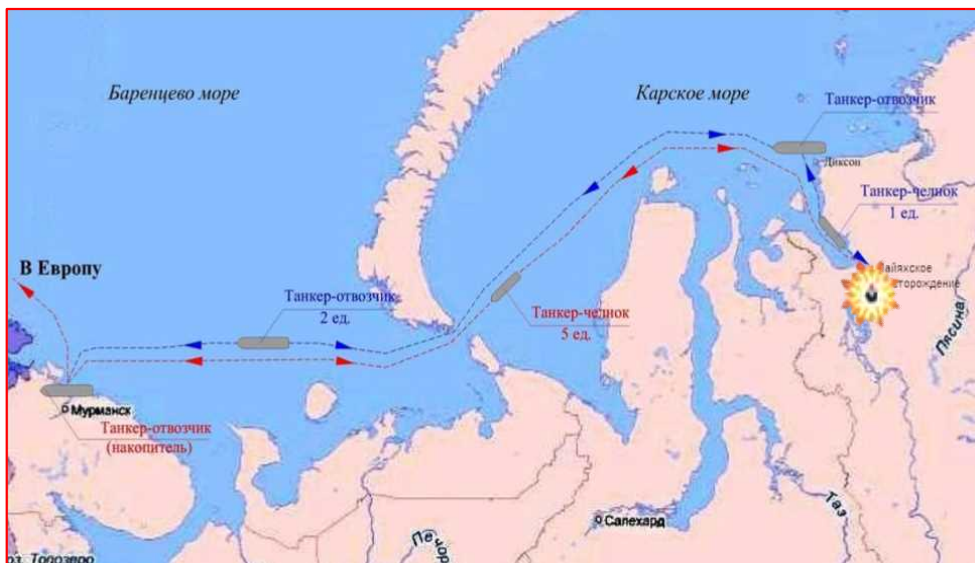 Баренцево море
Карское море
Танкер-отвозчик
Диксон
Танкер-челнок
1 ед.
В Европу
Танкер-отвозчик
2 ед.
Танкер-челнок
5 ед.
Пясина
Мурманск
Танкер-отвозчик
(накопитель)
Салехард
Таз